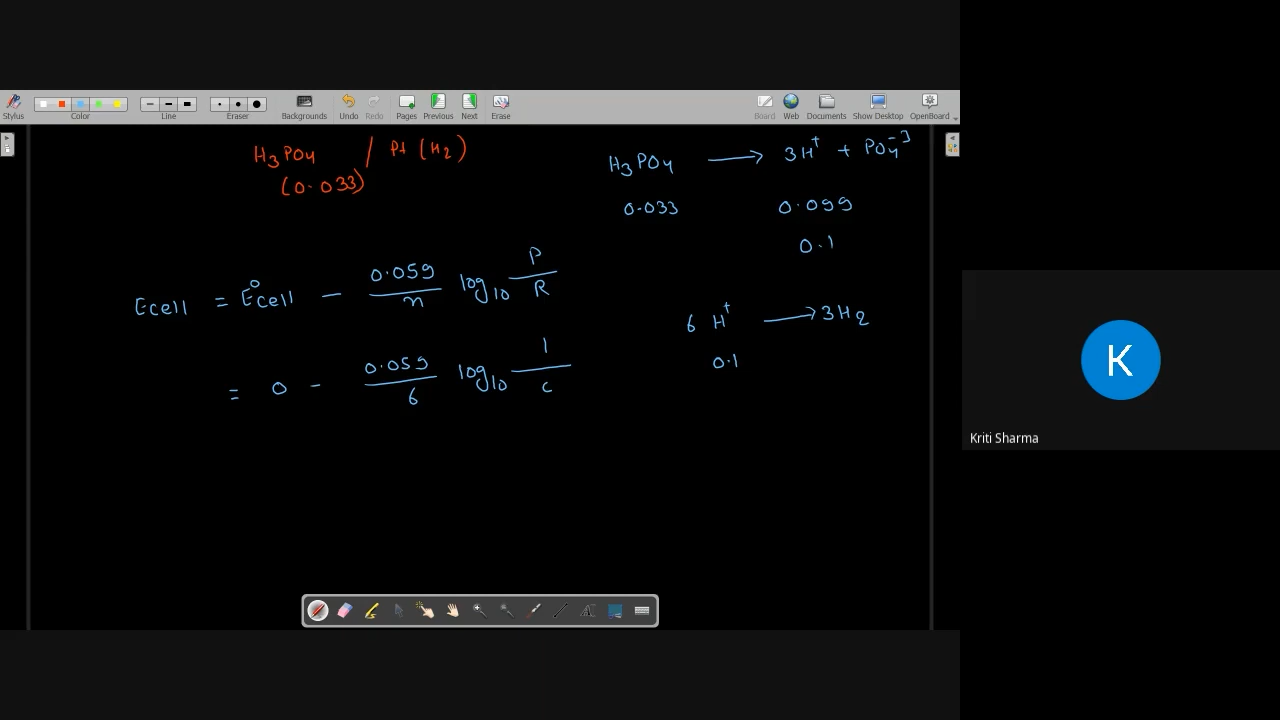 Stylus Color Line Eraser Backgrounds Undo Redo Pages Previous Next Erase Board Web Documents Show Desktop OpenBoard
H3PO4 / Pt (H2)
(0.033)
H3PO4 → 3H+ + PO4-3
0.033 0.099
0.1
Ecell = E°cell - 0.059/n log10 P/R
6 H+ → 3H2
0.1
= 0 - 0.059/6 log10 1/c
K
Kriti Sharma